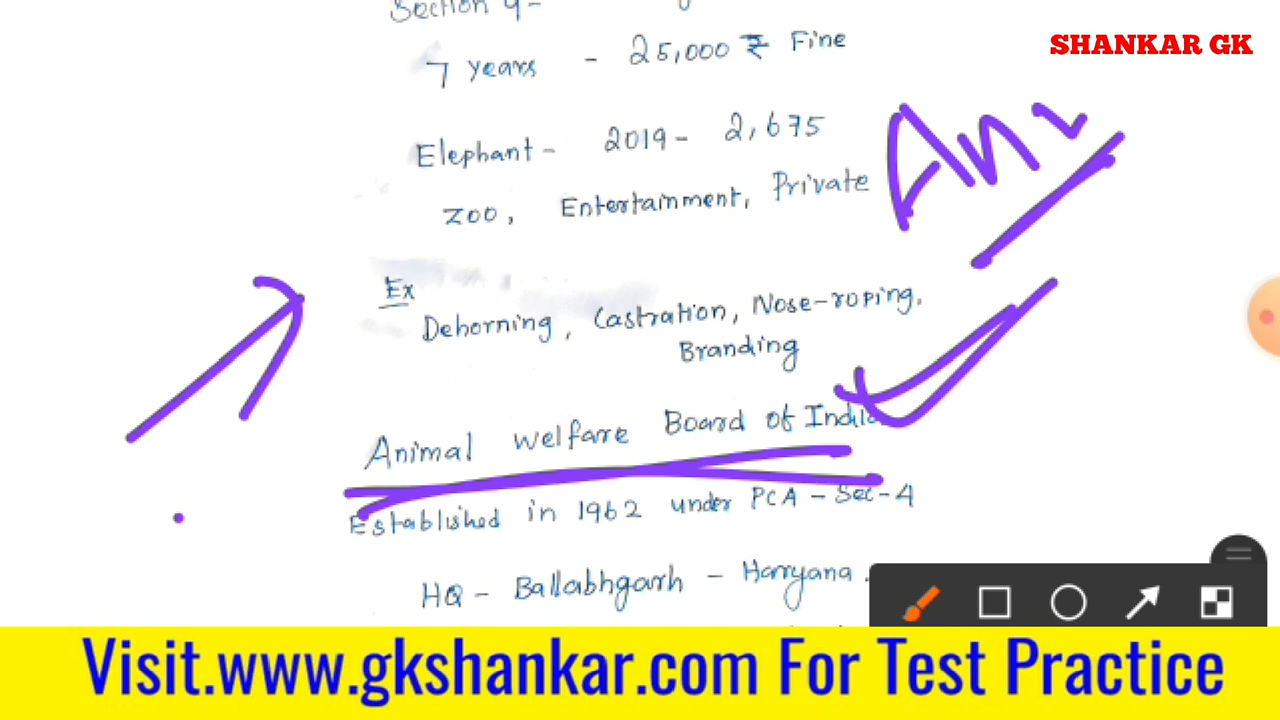 Section 9-
SHANKAR GK
7 years - 25,000 ₹ Fine
Elephant - 2019 - 2,675
Ans
Zoo, Entertainment, Private
Ex
Dehorning, Castration, Nose-roping,
Branding
Animal welfare Board of India
Established in 1962 under PCA - Sec-4
HQ - Ballabhgarh - Harryana.
Visit.www.gkshankar.com For Test Practice